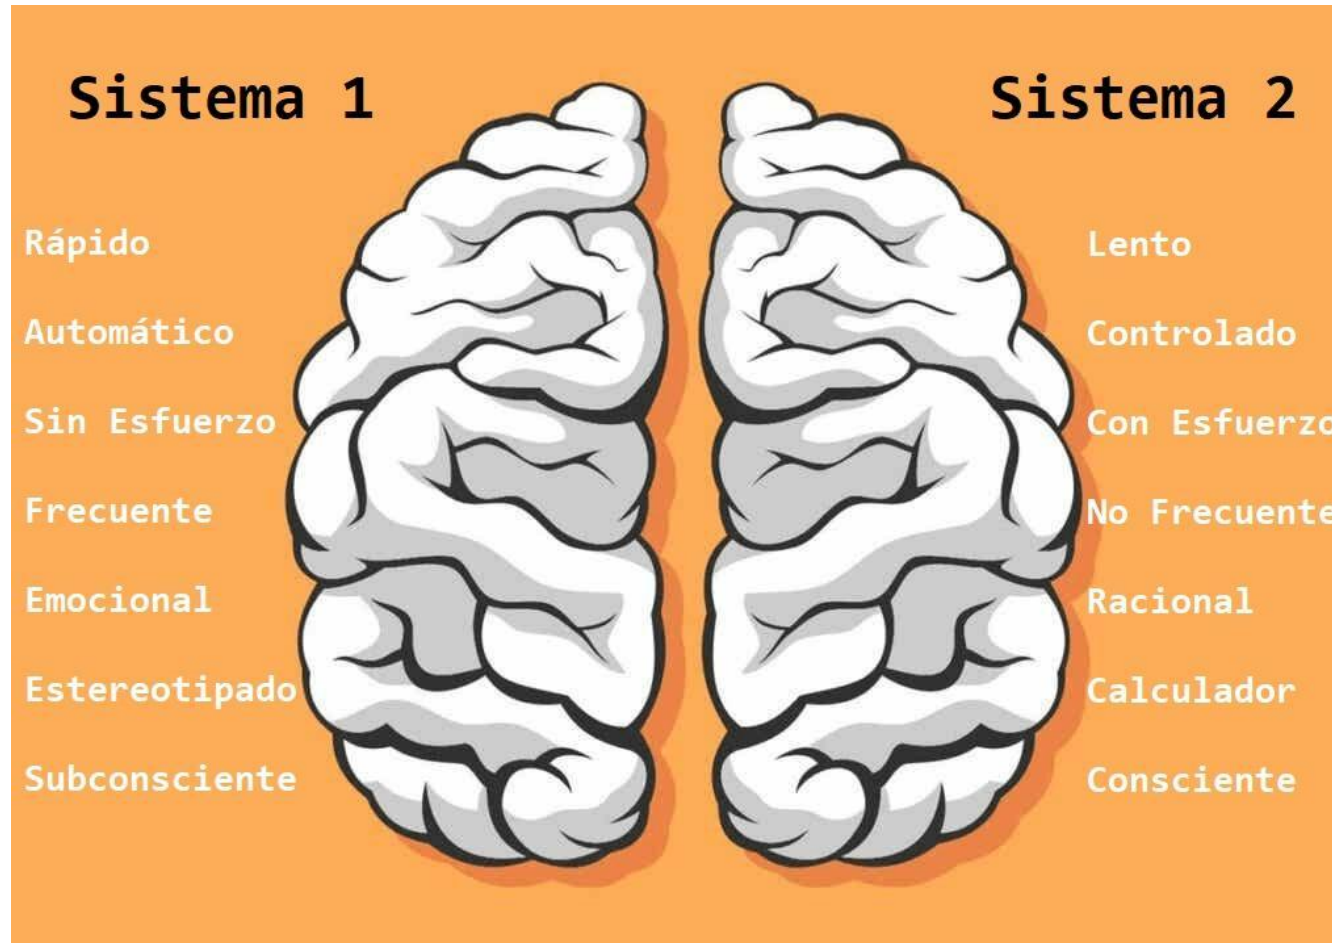 Sistema 1
Rápido
Automático
Sin Esfuerzo
Frecuente
Emocional
Estereotipado
Subconsciente
Sistema 2
Lento
Controlado
Con Esfuerzo
No Frecuente
Racional
Calculador
Consciente